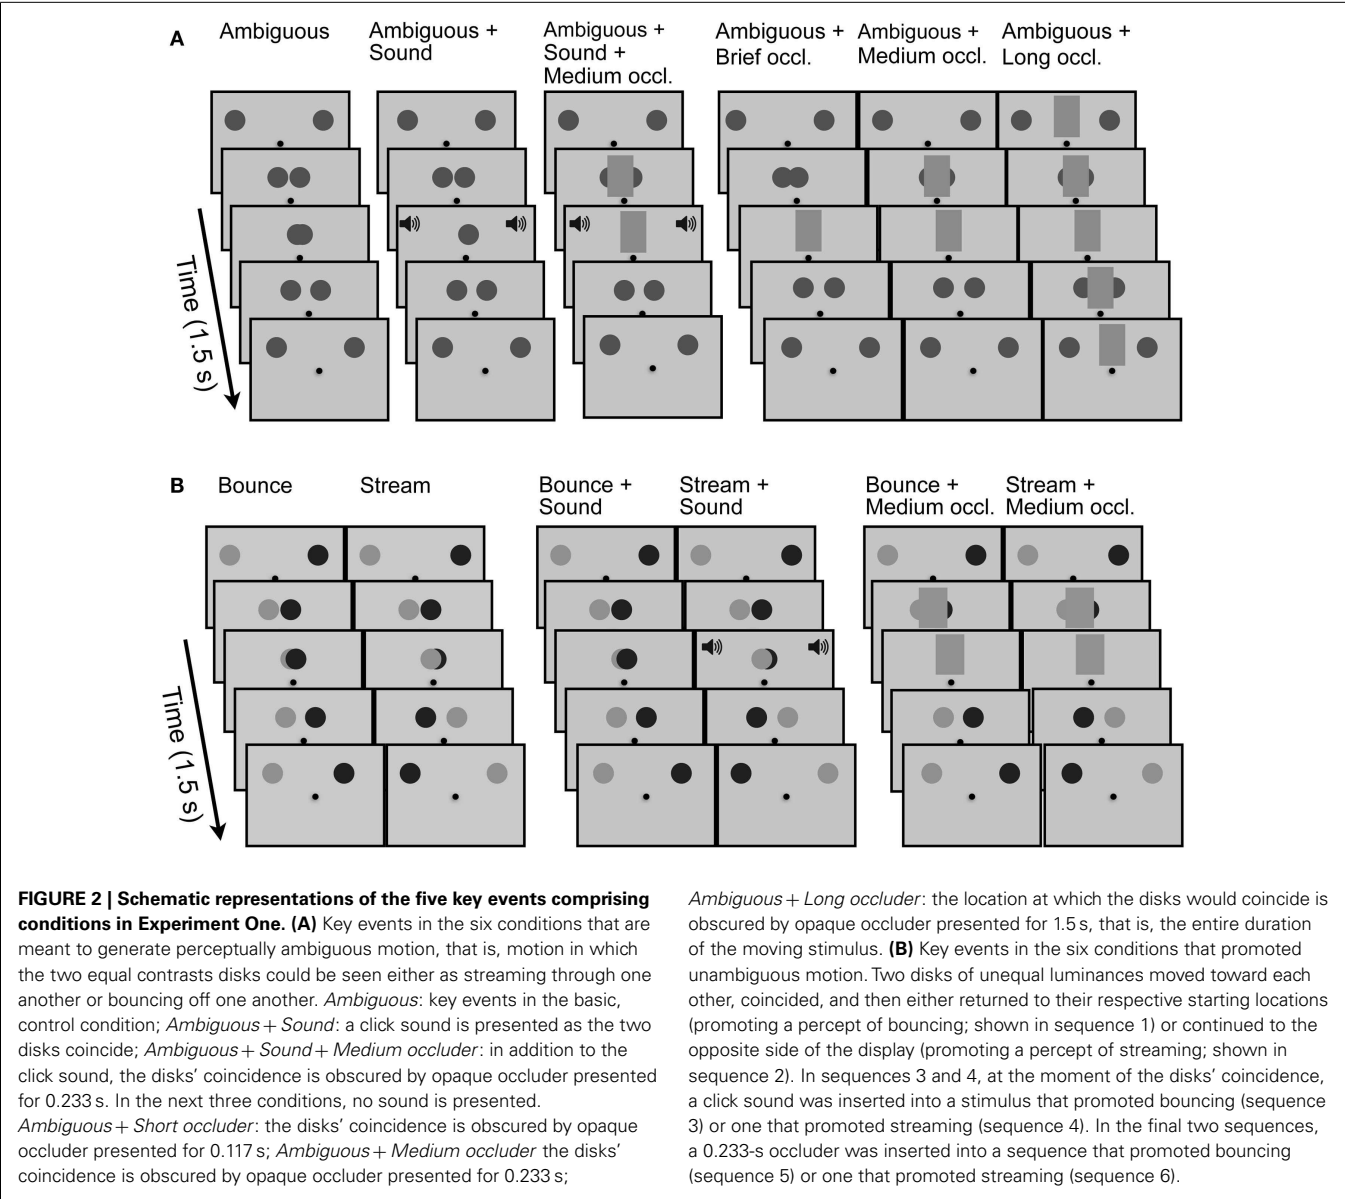 A
Ambiguous
Ambiguous +
Sound
Ambiguous +
Sound +
Medium occl.
Ambiguous +
Brief occl.
Ambiguous +
Medium occl.
Ambiguous +
Long occl.
Time (1.5 s)
B
Bounce
Stream
Bounce +
Sound
Stream +
Sound
Bounce +
Medium occl.
Stream +
Medium occl.
Time (1.5 s)
FIGURE 2 | Schematic representations of the five key events comprising
conditions in Experiment One. (A) Key events in the six conditions that are
meant to generate perceptually ambiguous motion, that is, motion in which
the two equal contrasts disks could be seen either as streaming through one
another or bouncing off one another. Ambiguous: key events in the basic,
control condition; Ambiguous + Sound: a click sound is presented as the two
disks coincide; Ambiguous + Sound + Medium occluder: in addition to the
click sound, the disks' coincidence is obscured by opaque occluder presented
for 0.233 s. In the next three conditions, no sound is presented.
Ambiguous + Short occluder: the disks' coincidence is obscured by opaque
occluder presented for 0.117 s; Ambiguous + Medium occluder the disks'
coincidence is obscured by opaque occluder presented for 0.233 s;
Ambiguous + Long occluder: the location at which the disks would coincide is
obscured by opaque occluder presented for 1.5 s, that is, the entire duration
of the moving stimulus. (B) Key events in the six conditions that promoted
unambiguous motion. Two disks of unequal luminances moved toward each
other, coincided, and then either returned to their respective starting locations
(promoting a percept of bouncing; shown in sequence 1) or continued to the
opposite side of the display (promoting a percept of streaming; shown in
sequence 2). In sequences 3 and 4, at the moment of the disks' coincidence,
a click sound was inserted into a stimulus that promoted bouncing (sequence
3) or one that promoted streaming (sequence 4). In the final two sequences,
a 0.233-s occluder was inserted into a sequence that promoted bouncing
(sequence 5) or one that promoted streaming (sequence 6).